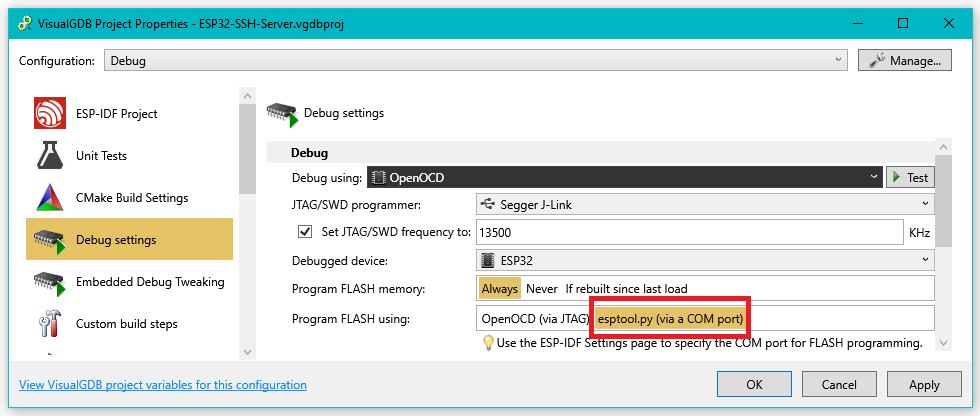 VisualGDB Project Properties - ESP32-SSH-Server.vgdbproj
Configuration: Debug Manage...
ESP-IDF Project
Unit Tests
CMake Build Settings
Debug settings
Embedded Debug Tweaking
Custom build steps
Debug settings
Debug
Debug using: OpenOCD Test
JTAG/SWD programmer: Segger J-Link
Set JTAG/SWD frequency to: 13500 KHz
Debugged device: ESP32
Program FLASH memory: Always Never If rebuilt since last load
Program FLASH using: OpenOCD (via JTAG) esptool.py (via a COM port)
Use the ESP-IDF Settings page to specify the COM port for FLASH programming.
View VisualGDB project variables for this configuration
OK Cancel Apply